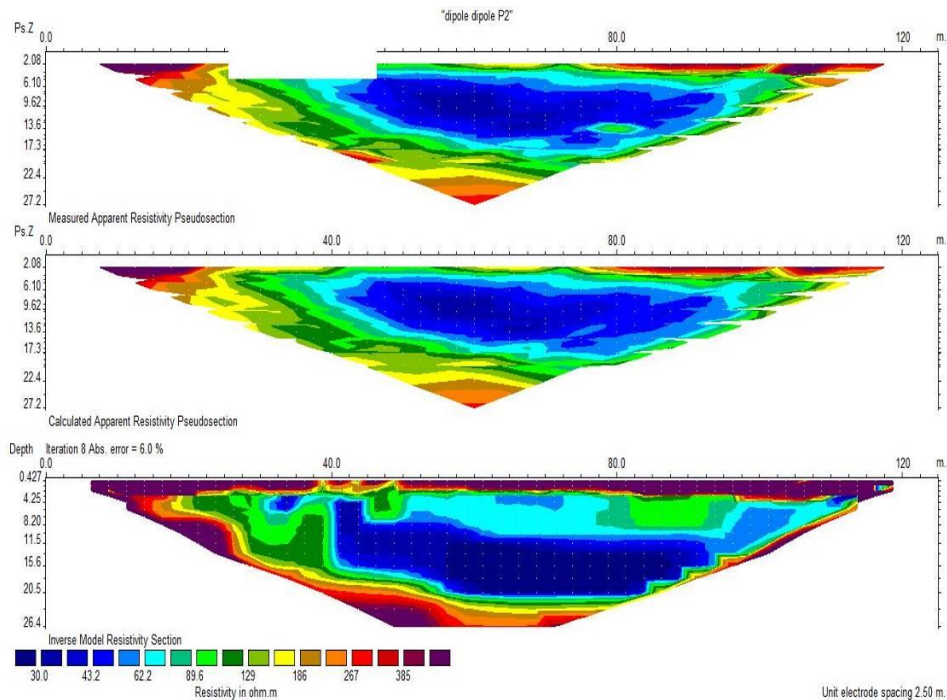 "dipole dipole P2"
Ps.Z 0.0 80.0 120 m.
2.08
6.10
9.62
13.6
17.3
22.4
27.2
Measured Apparent Resistivity Pseudosection
Ps.Z 0.0 40.0 80.0 120 m.
2.08
6.10
9.62
13.6
17.3
22.4
27.2
Calculated Apparent Resistivity Pseudosection
Depth Iteration 8 Abs. error = 6.0 %
0.0 40.0 80.0 120 m.
0.427
4.25
8.20
11.5
15.6
20.5
26.4
Inverse Model Resistivity Section
30.0 43.2 62.2 89.6 129 186 267 385
Resistivity in ohm.m
Unit electrode spacing 2.50 m.